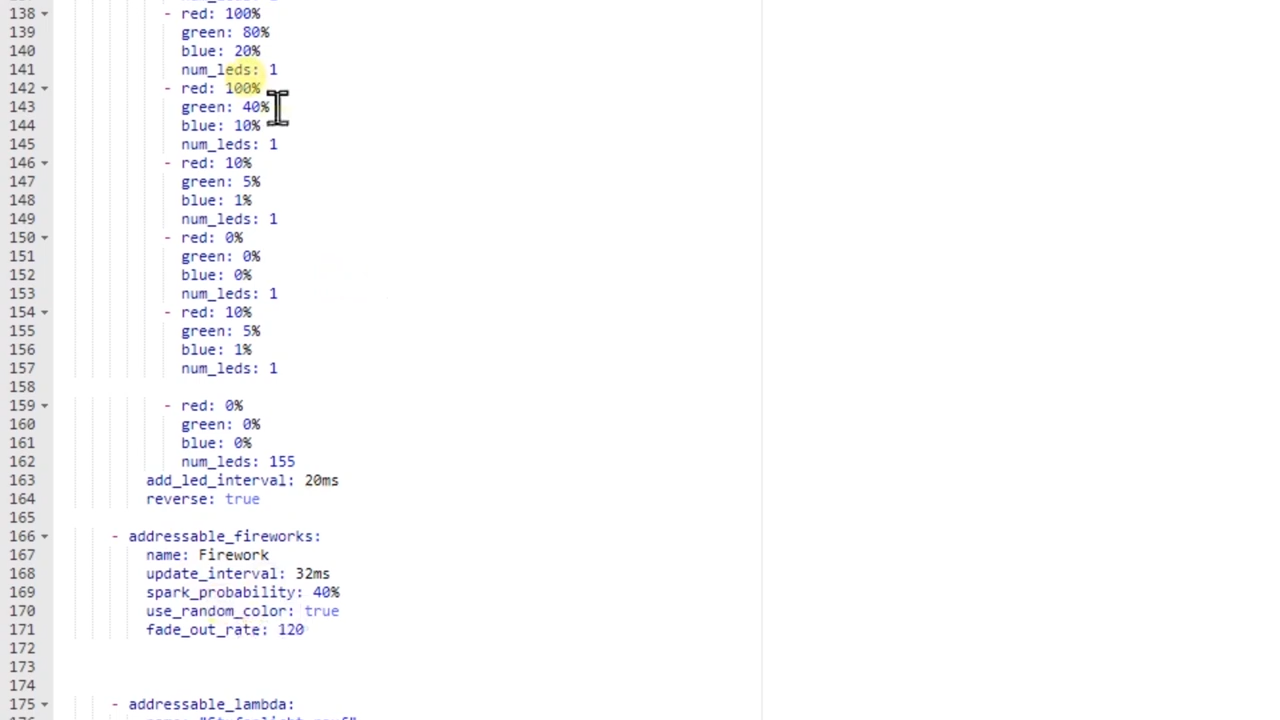 138 - red: 100%
139 green: 80%
140 blue: 20%
141 num_leds: 1
142 - red: 100%
143 green: 40%
144 blue: 10%
145 num_leds: 1
146 - red: 10%
147 green: 5%
148 blue: 1%
149 num_leds: 1
150 - red: 0%
151 green: 0%
152 blue: 0%
153 num_leds: 1
154 - red: 10%
155 green: 5%
156 blue: 1%
157 num_leds: 1
158
159 - red: 0%
160 green: 0%
161 blue: 0%
162 num_leds: 155
163 add_led_interval: 20ms
164 reverse: true
165
166 - addressable_fireworks:
167 name: Firework
168 update_interval: 32ms
169 spark_probability: 40%
170 use_random_color: true
171 fade_out_rate: 120
172
173
174
175 - addressable_lambda: